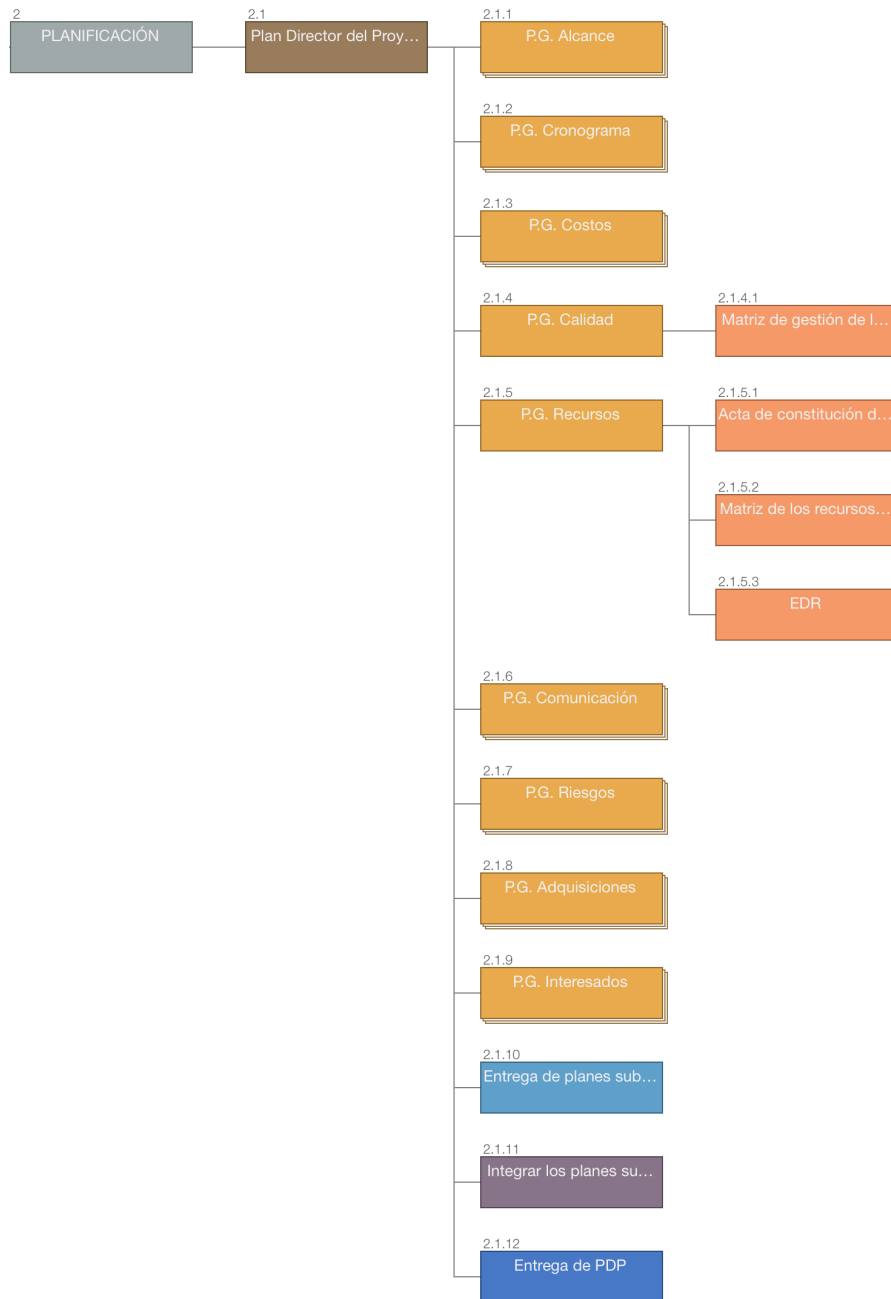 2
PLANIFICACIÓN
2.1
Plan Director del Proy…
2.1.1
P.G. Alcance
2.1.2
P.G. Cronograma
2.1.3
P.G. Costos
2.1.4
P.G. Calidad
2.1.4.1
Matriz de gestión de l…
2.1.5
P.G. Recursos
2.1.5.1
Acta de constitución d…
2.1.5.2
Matriz de los recursos…
2.1.5.3
EDR
2.1.6
P.G. Comunicación
2.1.7
P.G. Riesgos
2.1.8
P.G. Adquisiciones
2.1.9
P.G. Interesados
2.1.10
Entrega de planes sub…
2.1.11
Integrar los planes su…
2.1.12
Entrega de PDP